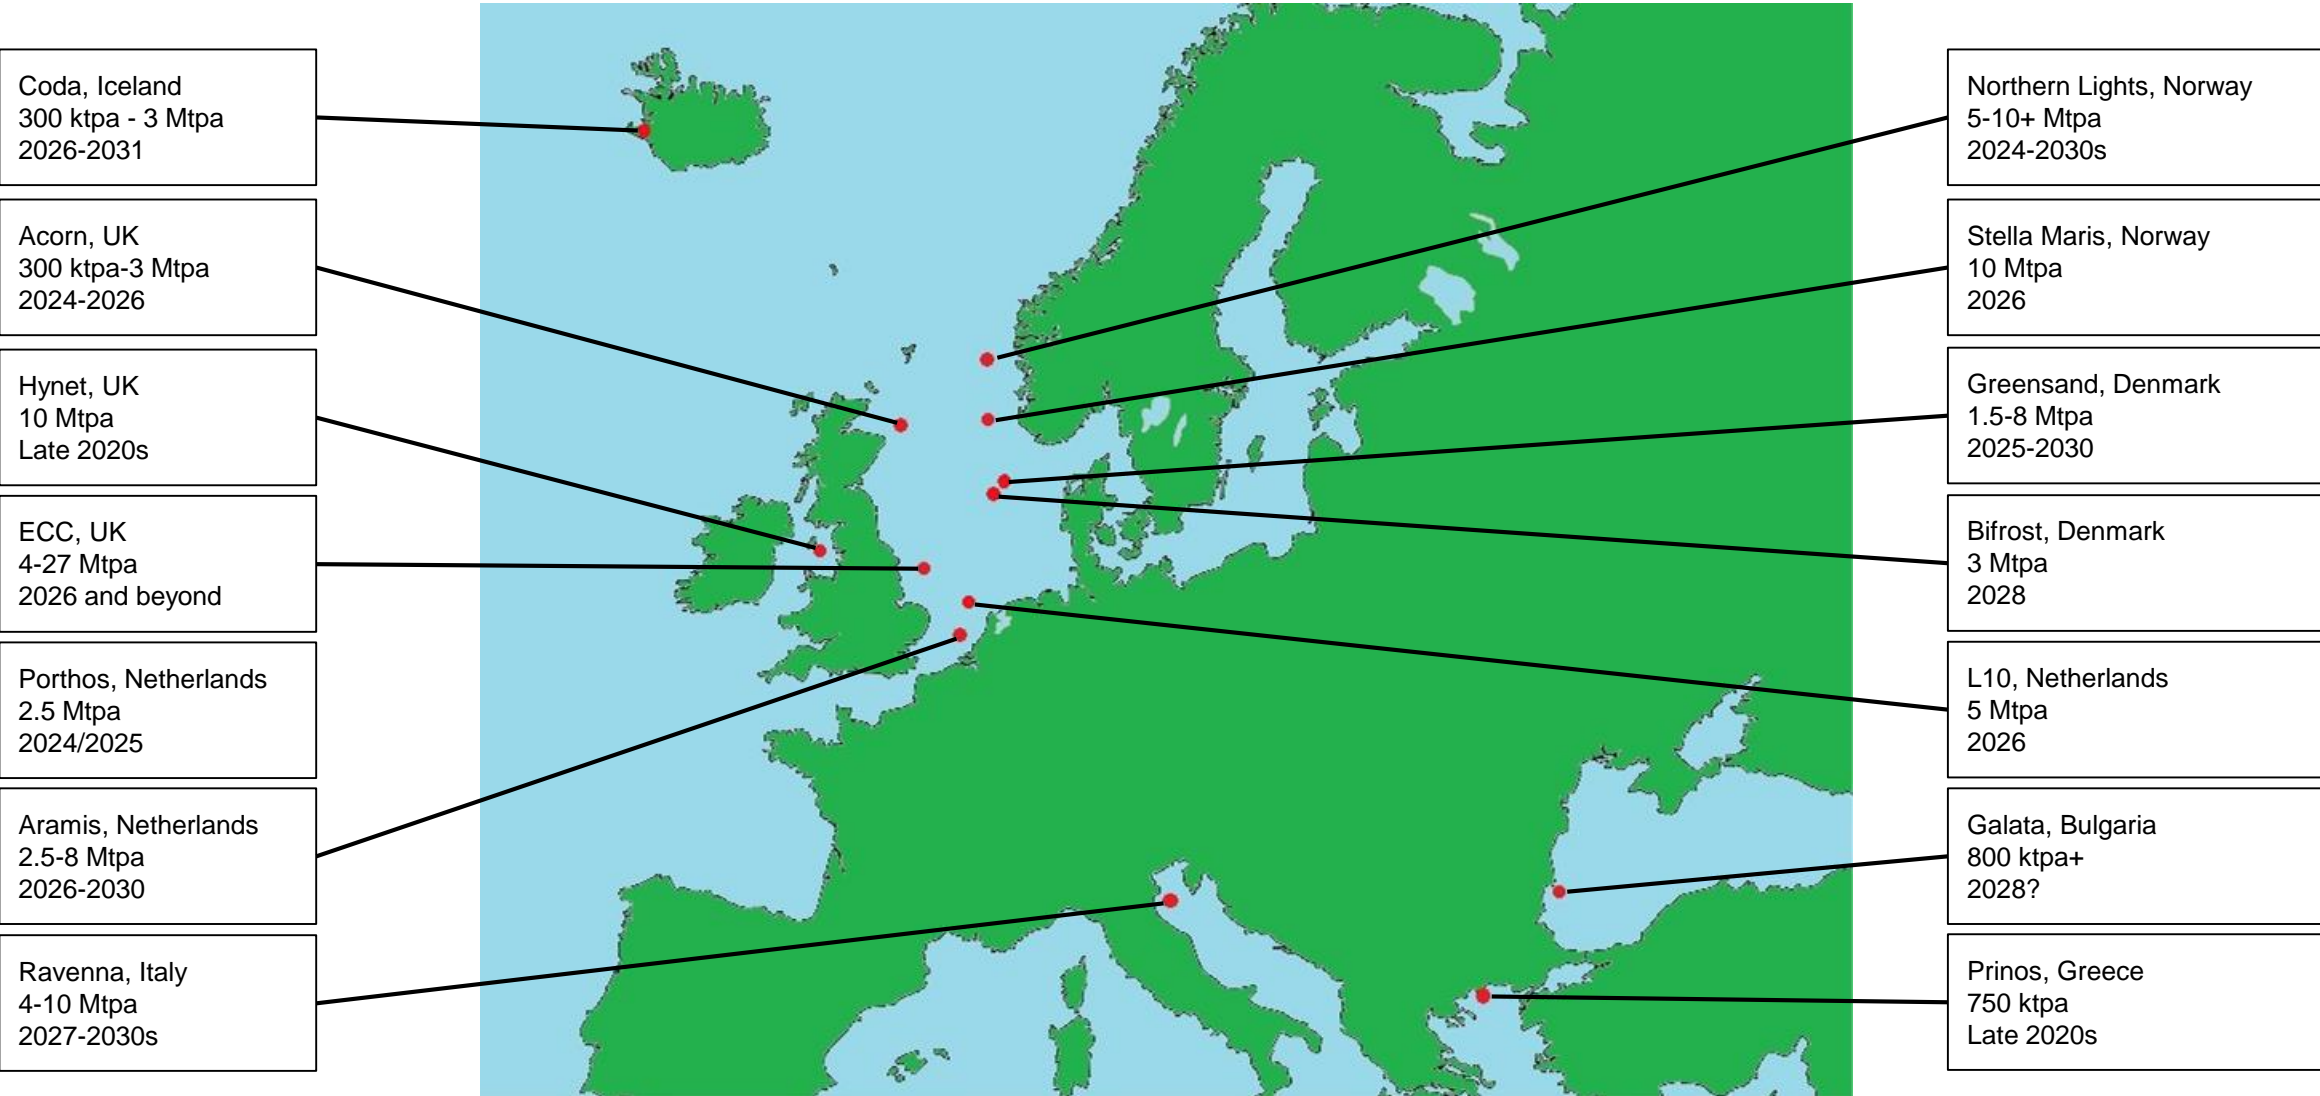 Coda, Iceland
300 ktpa - 3 Mtpa
2026-2031
Acorn, UK
300 ktpa-3 Mtpa
2024-2026
Hynet, UK
10 Mtpa
Late 2020s
ECC, UK
4-27 Mtpa
2026 and beyond
Porthos, Netherlands
2.5 Mtpa
2024/2025
Aramis, Netherlands
2.5-8 Mtpa
2026-2030
Ravenna, Italy
4-10 Mtpa
2027-2030s
Northern Lights, Norway
5-10+ Mtpa
2024-2030s
Stella Maris, Norway
10 Mtpa
2026
Greensand, Denmark
1.5-8 Mtpa
2025-2030
Bifrost, Denmark
3 Mtpa
2028
L10, Netherlands
5 Mtpa
2026
Galata, Bulgaria
800 ktpa+
2028?
Prinos, Greece
750 ktpa
Late 2020s